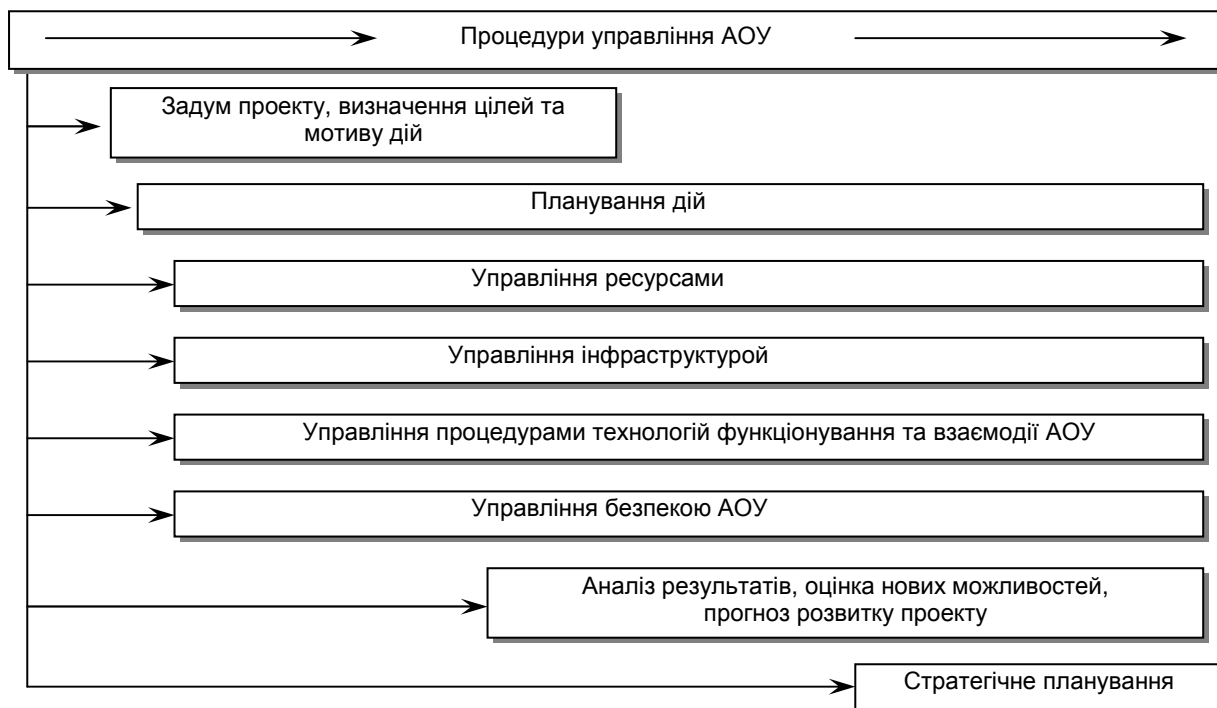 Процедури управління АОУ
Задум проекту, визначення цілей та
мотиву дій
Планування дій
Управління ресурсами
Управління інфраструктурой
Управління процедурами технологій функціонування та взаємодії АОУ
Управління безпекою АОУ
Аналіз результатів, оцінка нових можливостей,
прогноз розвитку проекту
Стратегічне планування